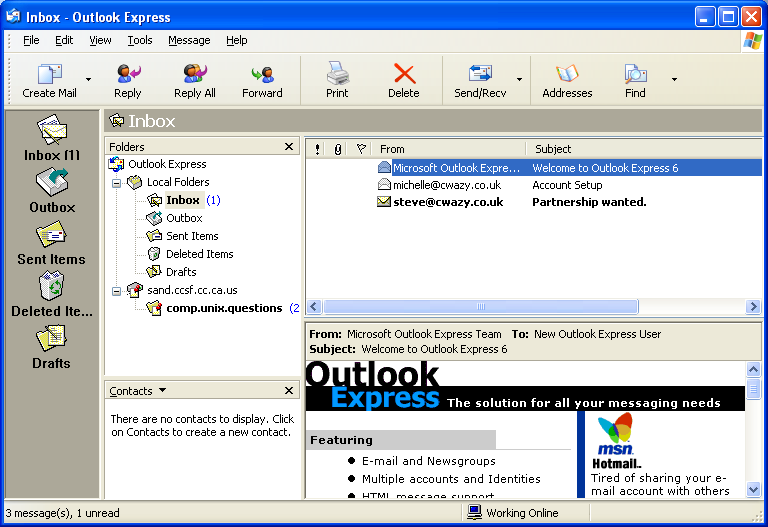 Inbox - Outlook Express
File Edit View Tools Message Help
Create Mail Reply Reply All Forward Print Delete Send/Recv Addresses Find
Inbox
Inbox (1)
Outbox
Sent Items
Deleted Ite...
Drafts
Folders
Outlook Express
Local Folders
Inbox (1)
Outbox
Sent Items
Deleted Items
Drafts
sand.ccsf.cc.ca.us
comp.unix.questions (2
Contacts
There are no contacts to display. Click
on Contacts to create a new contact.
! From Subject
Microsoft Outlook Expre... Welcome to Outlook Express 6
michelle@cwazy.co.uk Account Setup
steve@cwazy.co.uk Partnership wanted.
From: Microsoft Outlook Express Team To: New Outlook Express User
Subject: Welcome to Outlook Express 6
Outlook
Express The solution for all your messaging needs
Featuring
• E-mail and Newsgroups
• Multiple accounts and Identities
• HTML message support
msn
Hotmail..
Tired of sharing your e-
mail account with others
3 message(s), 1 unread Working Online